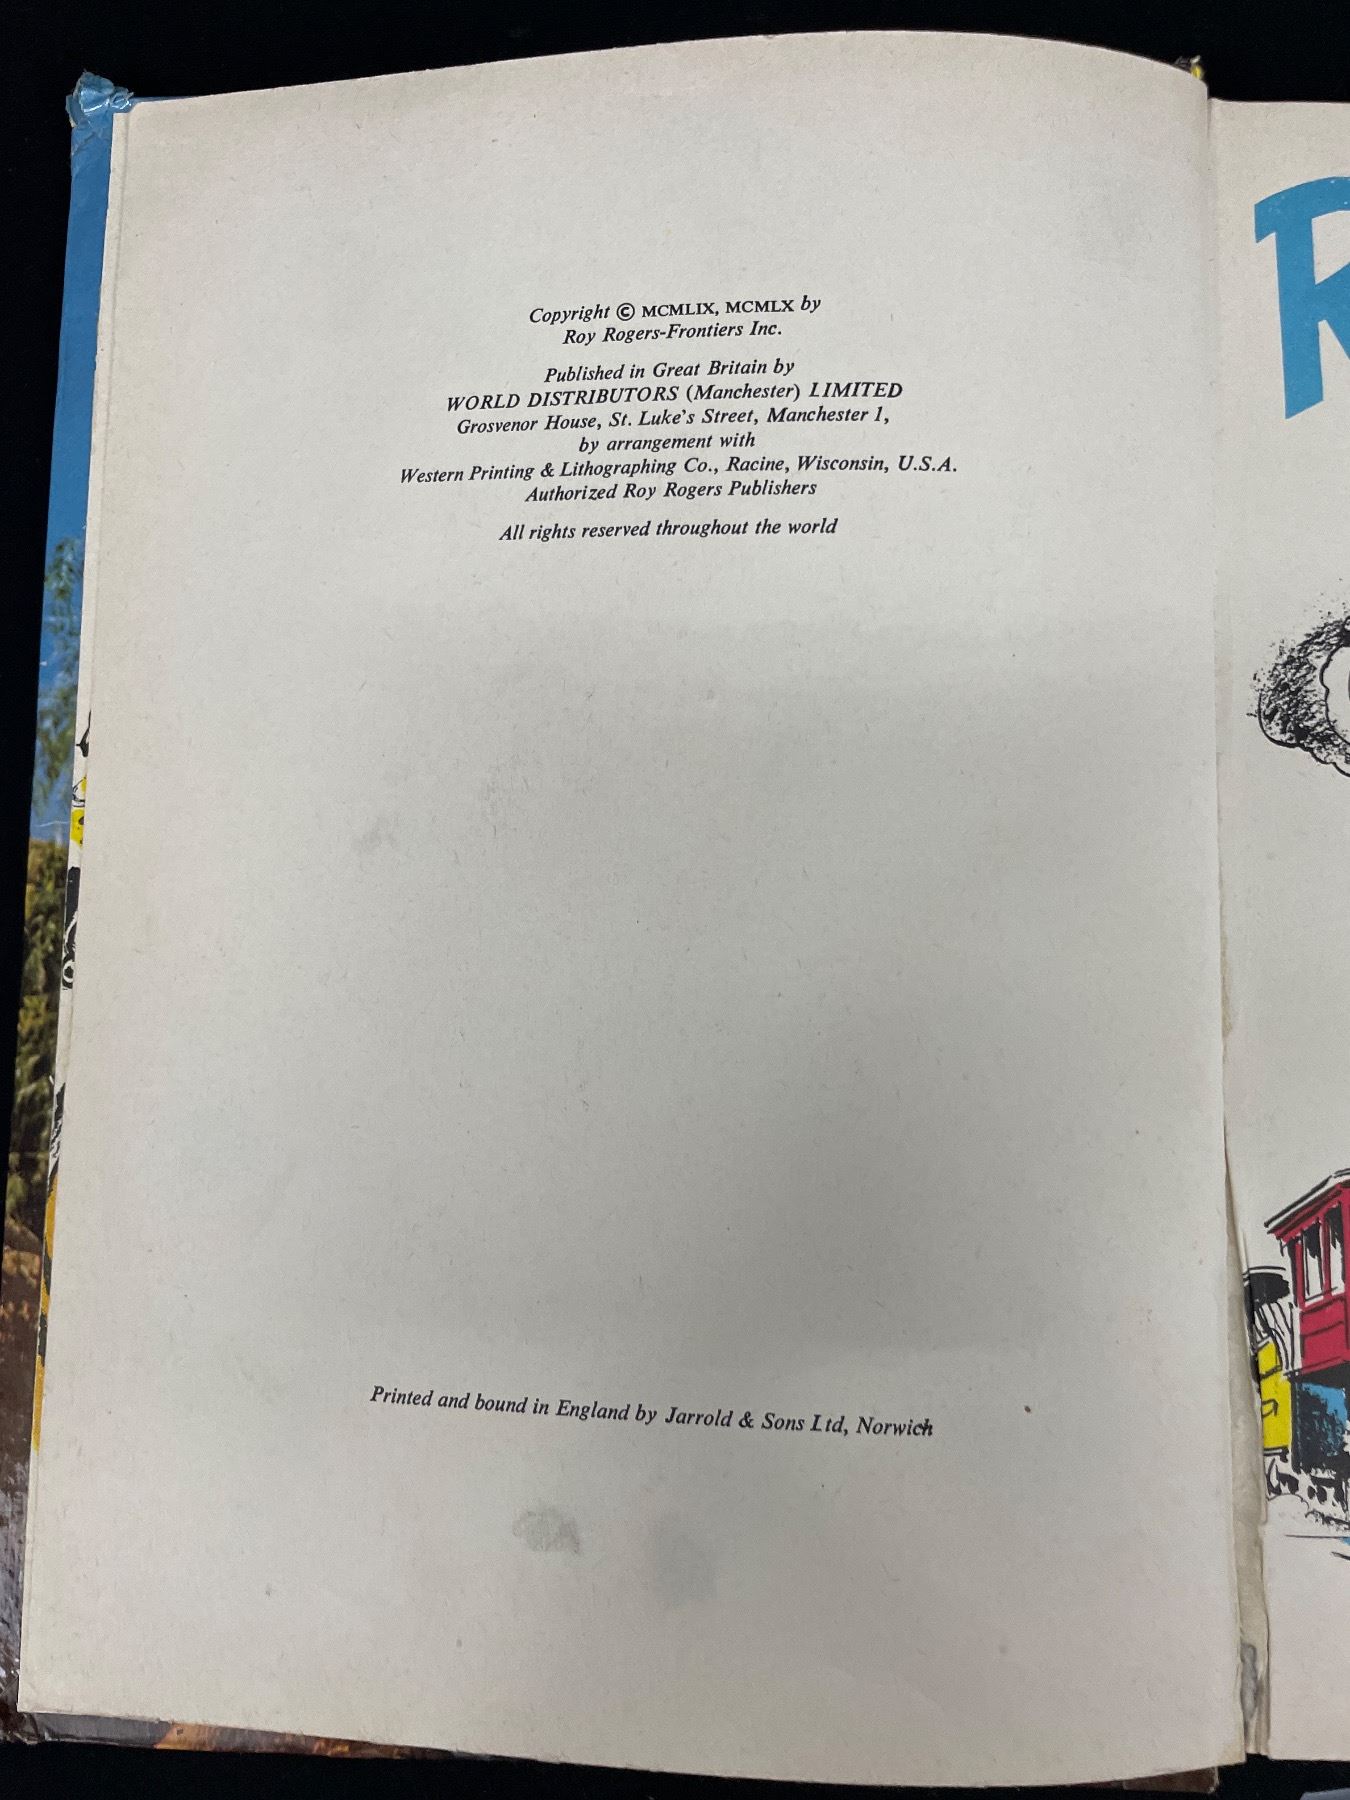 Copyright © MCMLIX, MCMLX by
Roy Rogers-Frontiers Inc.
Published in Great Britain by
WORLD DISTRIBUTORS (Manchester) LIMITED
Grosvenor House, St. Luke's Street, Manchester 1,
by arrangement with
Western Printing & Lithographing Co., Racine, Wisconsin, U.S.A.
Authorized Roy Rogers Publishers
All rights reserved throughout the world
Printed and bound in England by Jarrold & Sons Ltd, Norwich
R